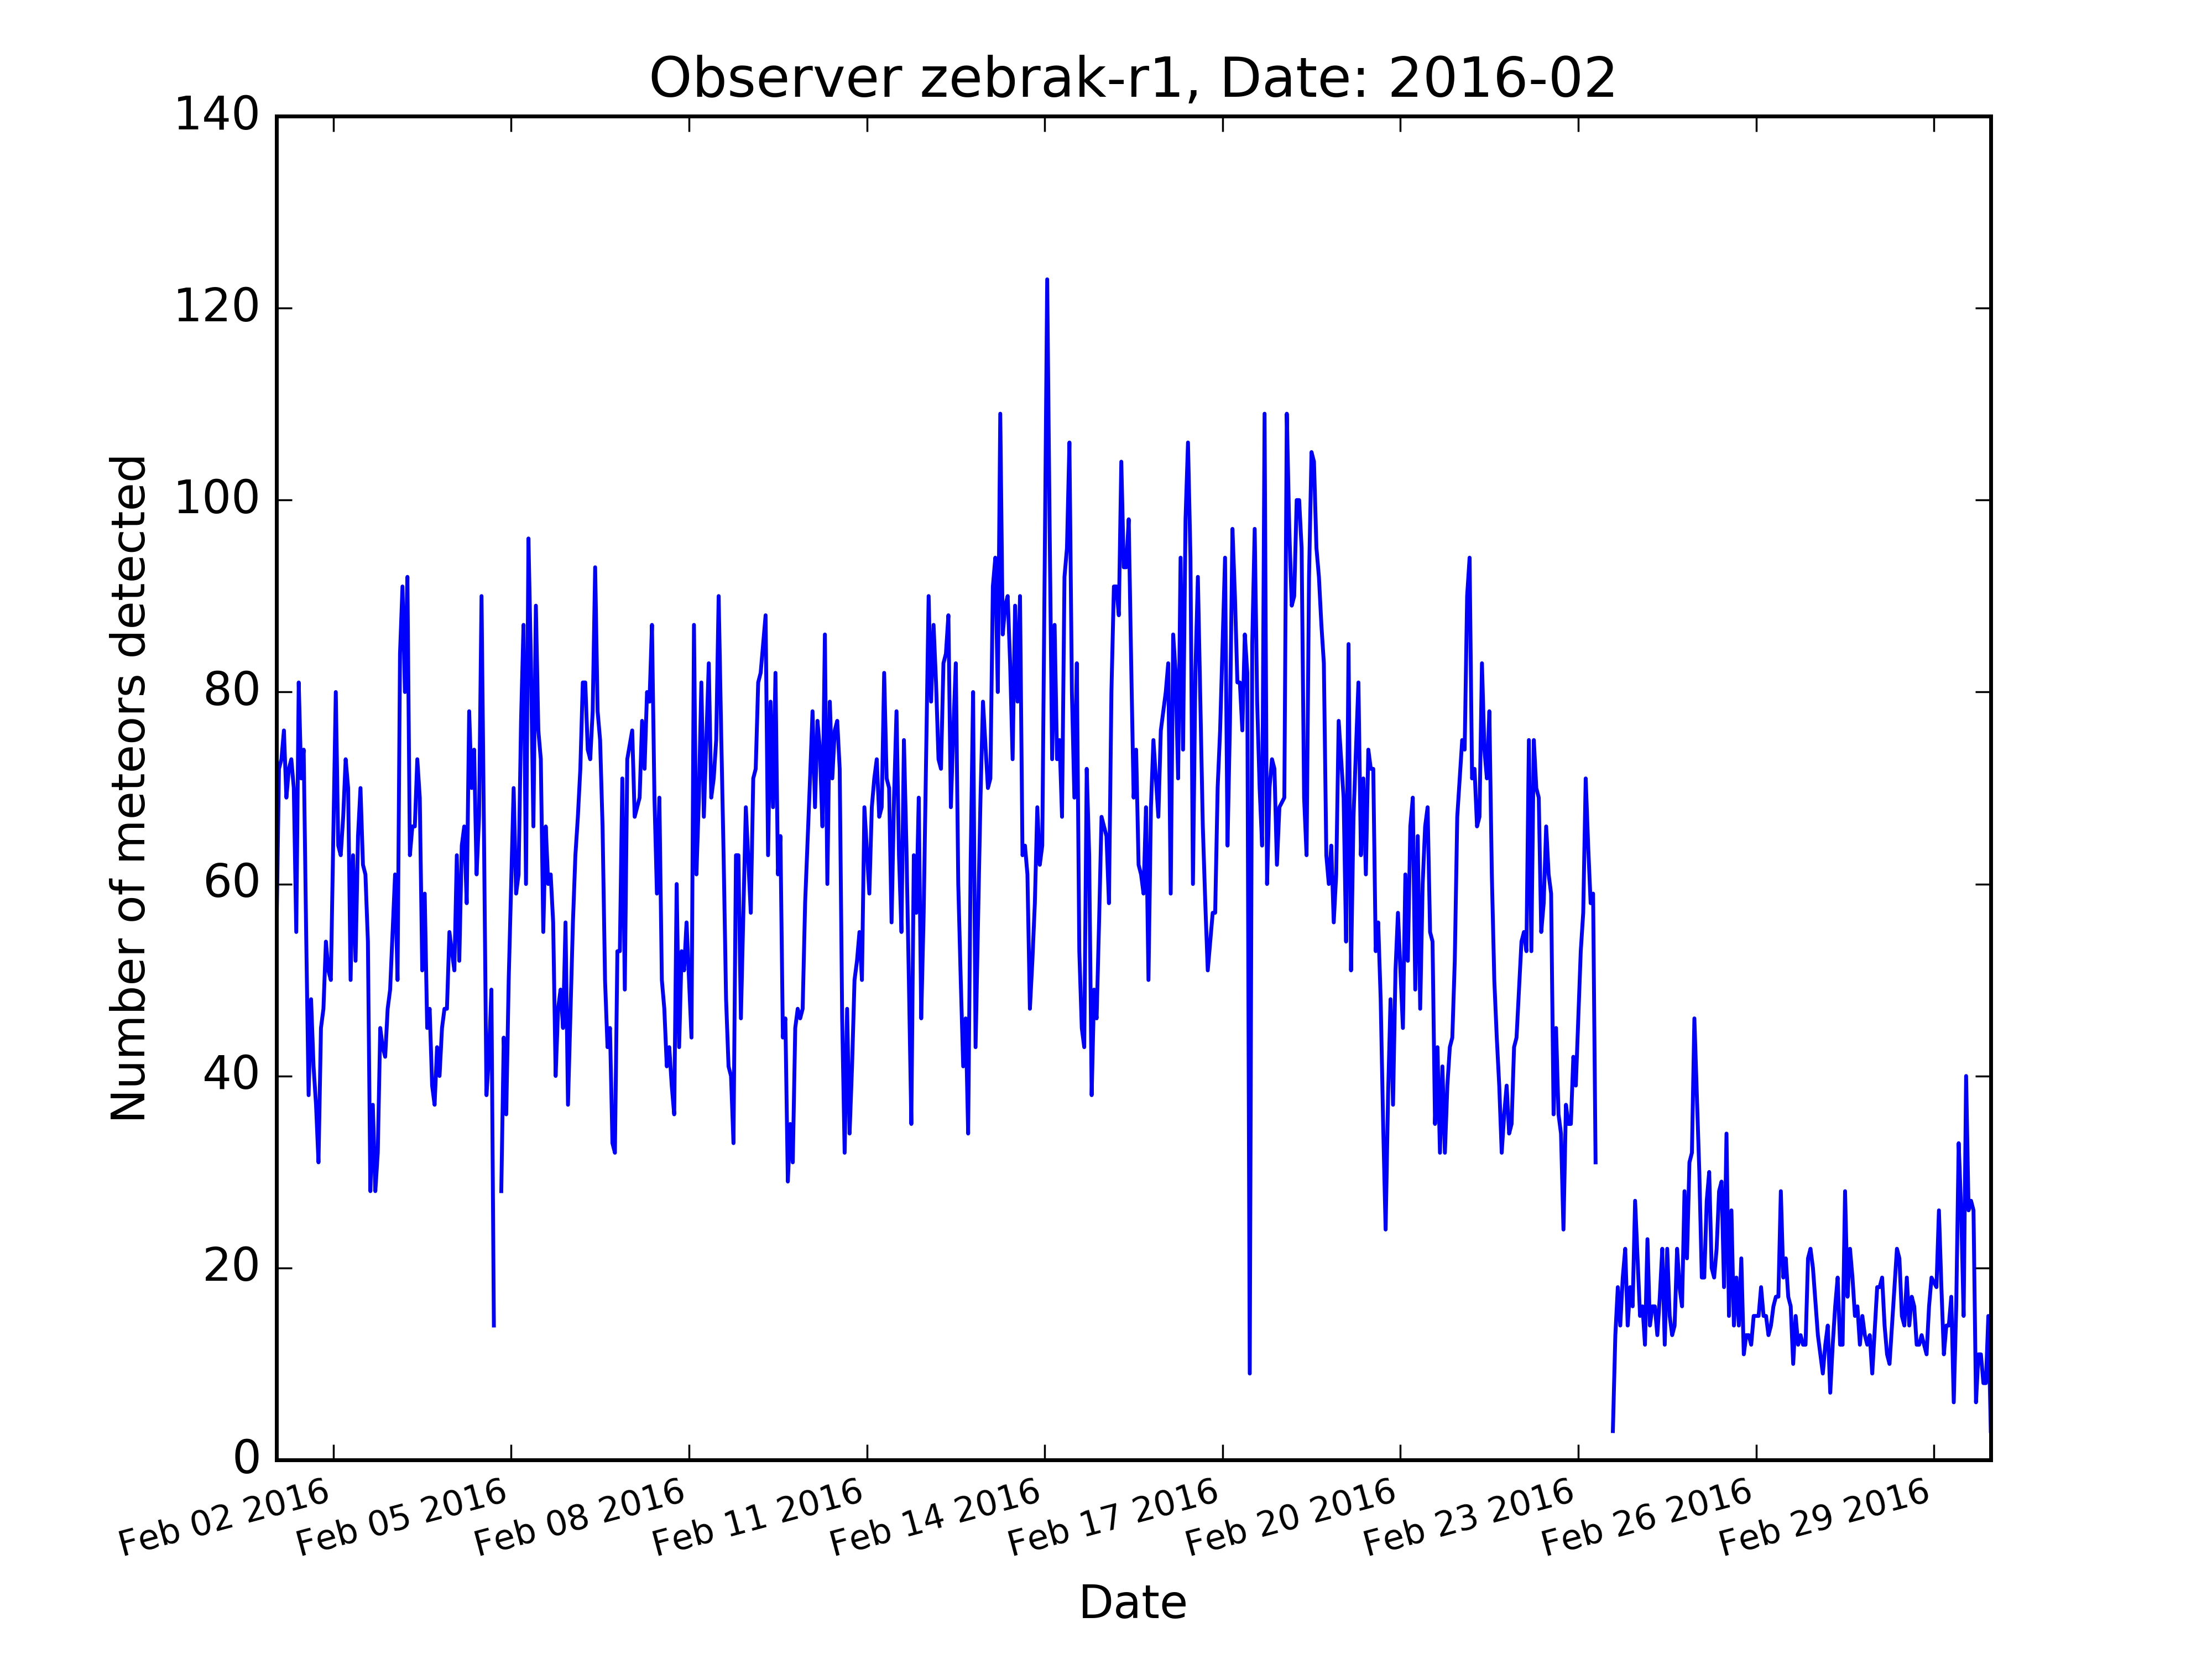 Observer zebrak-r1, Date: 2016-02
140
120
100
80
60
40
20
0
Number of meteors detected
Feb 02 2016
Feb 05 2016
Feb 08 2016
Feb 11 2016
Feb 14 2016
Feb 17 2016
Feb 20 2016
Feb 23 2016
Feb 26 2016
Feb 29 2016
Date